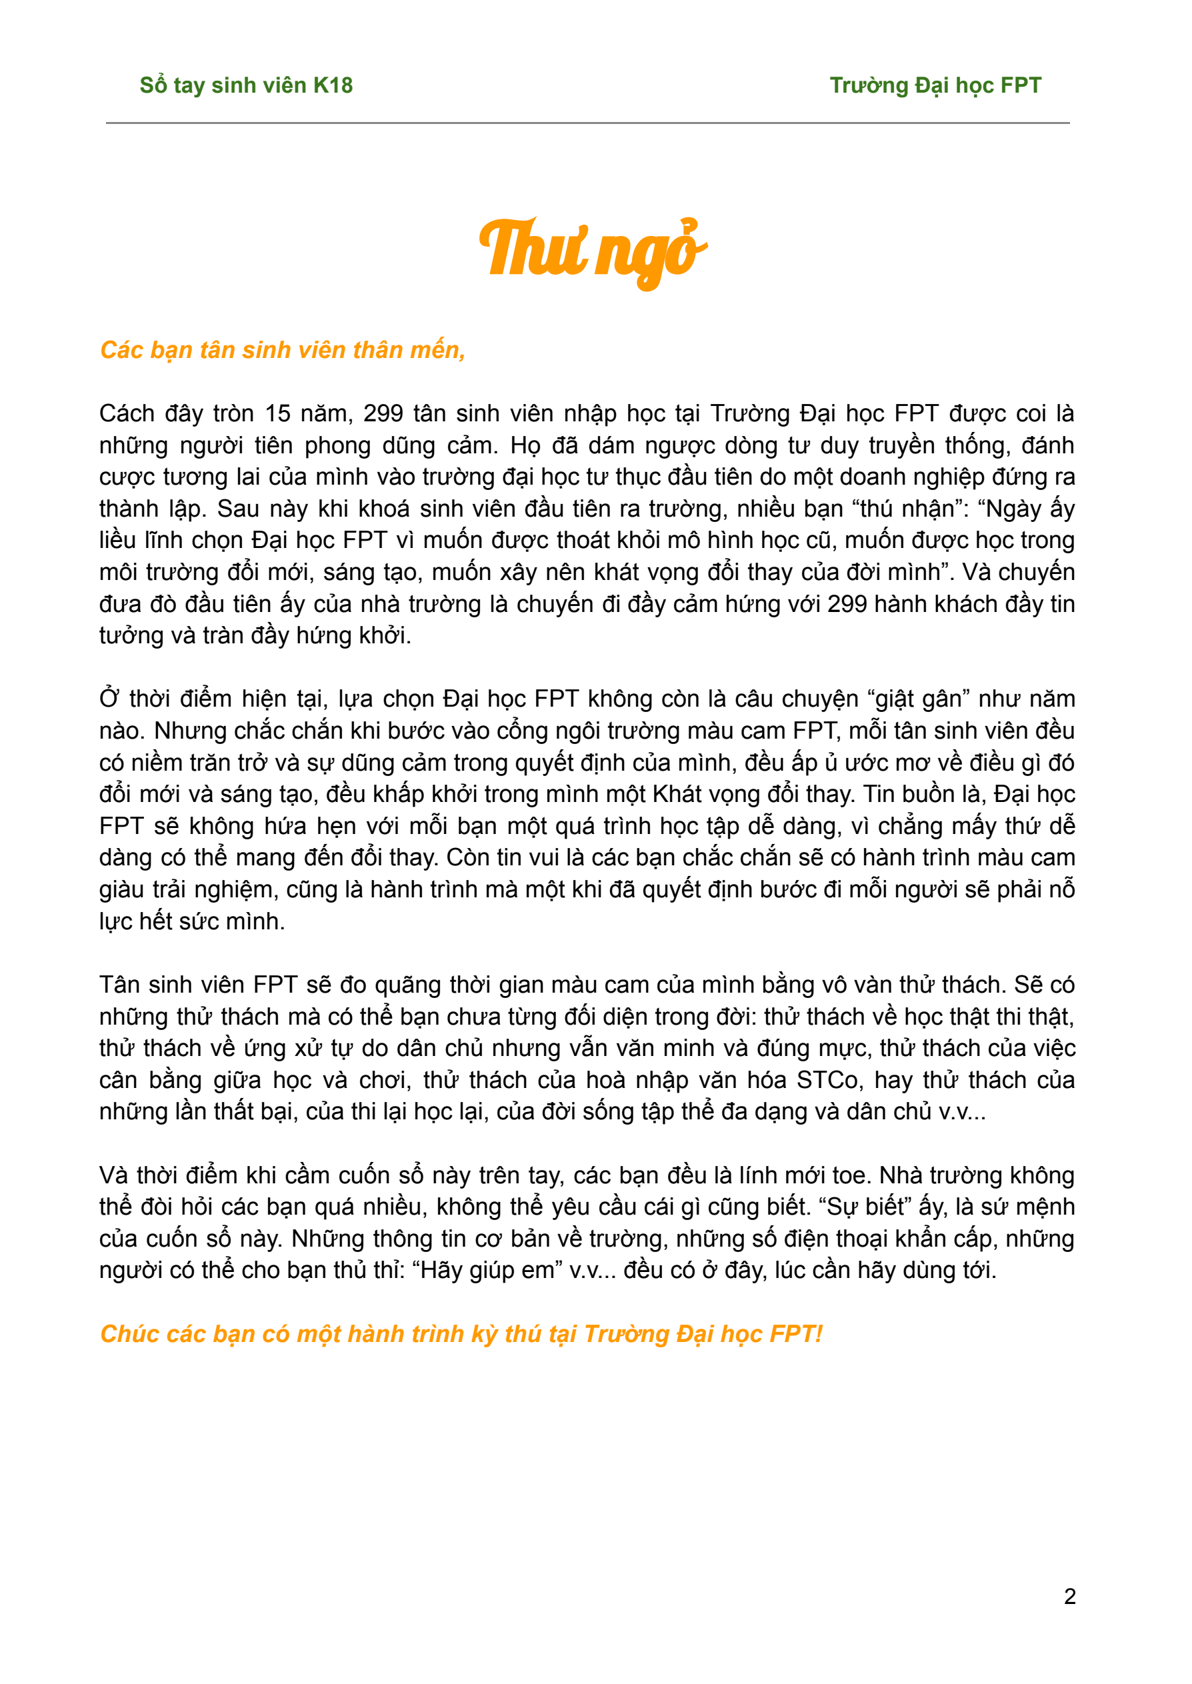 Sổ tay sinh viên K18 Trường Đại học FPT
Thư ngỏ
Các bạn tân sinh viên thân mến,
Cách đây tròn 15 năm, 299 tân sinh viên nhập học tại Trường Đại học FPT được coi là
những người tiên phong dũng cảm. Họ đã dám ngược dòng tư duy truyền thống, đánh
cược tương lai của mình vào trường đại học tư thục đầu tiên do một doanh nghiệp đứng ra
thành lập. Sau này khi khoá sinh viên đầu tiên ra trường, nhiều bạn “thú nhận”: “Ngày ấy
liều lĩnh chọn Đại học FPT vì muốn được thoát khỏi mô hình học cũ, muốn được học trong
môi trường đổi mới, sáng tạo, muốn xây nên khát vọng đổi thay của đời mình”. Và chuyến
đưa đò đầu tiên ấy của nhà trường là chuyến đi đầy cảm hứng với 299 hành khách đầy tin
tưởng và tràn đầy hứng khởi.
Ở thời điểm hiện tại, lựa chọn Đại học FPT không còn là câu chuyện “giật gân” như năm
nào. Nhưng chắc chắn khi bước vào cổng ngôi trường màu cam FPT, mỗi tân sinh viên đều
có niềm trăn trở và sự dũng cảm trong quyết định của mình, đều ấp ủ ước mơ về điều gì đó
đổi mới và sáng tạo, đều khấp khởi trong mình một Khát vọng đổi thay. Tin buồn là, Đại học
FPT sẽ không hứa hẹn với mỗi bạn một quá trình học tập dễ dàng, vì chẳng mấy thứ dễ
dàng có thể mang đến đổi thay. Còn tin vui là các bạn chắc chắn sẽ có hành trình màu cam
giàu trải nghiệm, cũng là hành trình mà một khi đã quyết định bước đi mỗi người sẽ phải nỗ
lực hết sức mình.
Tân sinh viên FPT sẽ đo quãng thời gian màu cam của mình bằng vô vàn thử thách. Sẽ có
những thử thách mà có thể bạn chưa từng đối diện trong đời: thử thách về học thật thi thật,
thử thách về ứng xử tự do dân chủ nhưng vẫn văn minh và đúng mực, thử thách của việc
cân bằng giữa học và chơi, thử thách của hoà nhập văn hóa STCo, hay thử thách của
những lần thất bại, của thi lại học lại, của đời sống tập thể đa dạng và dân chủ v.v...
Và thời điểm khi cầm cuốn sổ này trên tay, các bạn đều là lính mới toe. Nhà trường không
thể đòi hỏi các bạn quá nhiều, không thể yêu cầu cái gì cũng biết. “Sự biết” ấy, là sứ mệnh
của cuốn sổ này. Những thông tin cơ bản về trường, những số điện thoại khẩn cấp, những
người có thể cho bạn thủ thỉ: “Hãy giúp em” v.v... đều có ở đây, lúc cần hãy dùng tới.
Chúc các bạn có một hành trình kỳ thú tại Trường Đại học FPT!
2